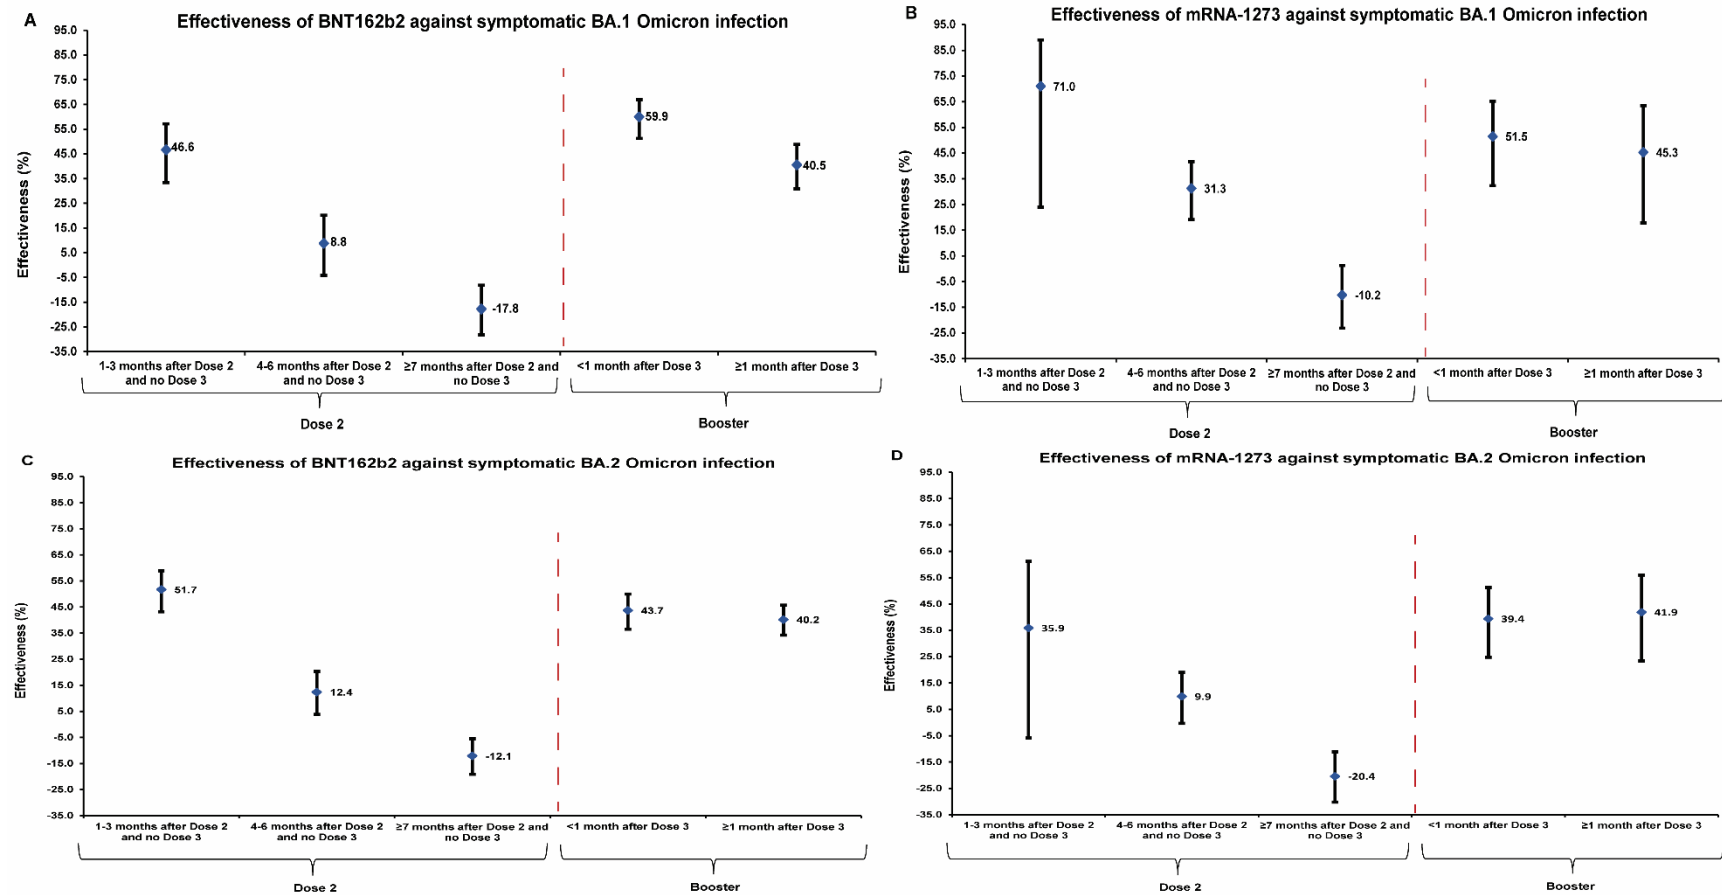 A
Effectiveness of BNT162b2 against symptomatic BA.1 Omicron infection
Effectiveness (%)
95.0
85.0
75.0
65.0
55.0
45.0
35.0
25.0
15.0
5.0
-5.0
-15.0
-25.0
-35.0
46.6
8.8
-17.8
59.9
40.5
1-3 months after Dose 2
and no Dose 3
4-6 months after Dose 2
and no Dose 3
≥7 months after Dose 2 and
no Dose 3
<1 month after Dose 3
≥1 month after Dose 3
Dose 2
Booster
B
Effectiveness of mRNA-1273 against symptomatic BA.1 Omicron infection
Effectiveness (%)
95.0
85.0
75.0
65.0
55.0
45.0
35.0
25.0
15.0
5.0
-5.0
-15.0
-25.0
-35.0
71.0
31.3
-10.2
51.5
45.3
1-3 months after Dose 2
and no Dose 3
4-6 months after Dose 2
and no Dose 3
≥7 months after Dose 2 and
no Dose 3
<1 month after Dose 3
≥1 month after Dose 3
Dose 2
Booster
C
Effectiveness of BNT162b2 against symptomatic BA.2 Omicron infection
Effectiveness (%)
95.0
85.0
75.0
65.0
55.0
45.0
35.0
25.0
15.0
5.0
-5.0
-15.0
-25.0
-35.0
51.7
12.4
-12.1
43.7
40.2
1-3 months after Dose 2
and no Dose 3
4-6 months after Dose 2
and no Dose 3
≥7 months after Dose 2 and
no Dose 3
<1 month after Dose 3
≥1 month after Dose 3
Dose 2
Booster
D
Effectiveness of mRNA-1273 against symptomatic BA.2 Omicron infection
Effectiveness (%)
95.0
85.0
75.0
65.0
55.0
45.0
35.0
25.0
15.0
5.0
-5.0
-15.0
-25.0
-35.0
35.9
9.9
-20.4
39.4
41.9
1-3 months after Dose 2
and no Dose 3
4-6 months after Dose 2
and no Dose 3
≥7 months after Dose 2 and
no Dose 3
<1 month after Dose 3
≥1 month after Dose 3
Dose 2
Booster